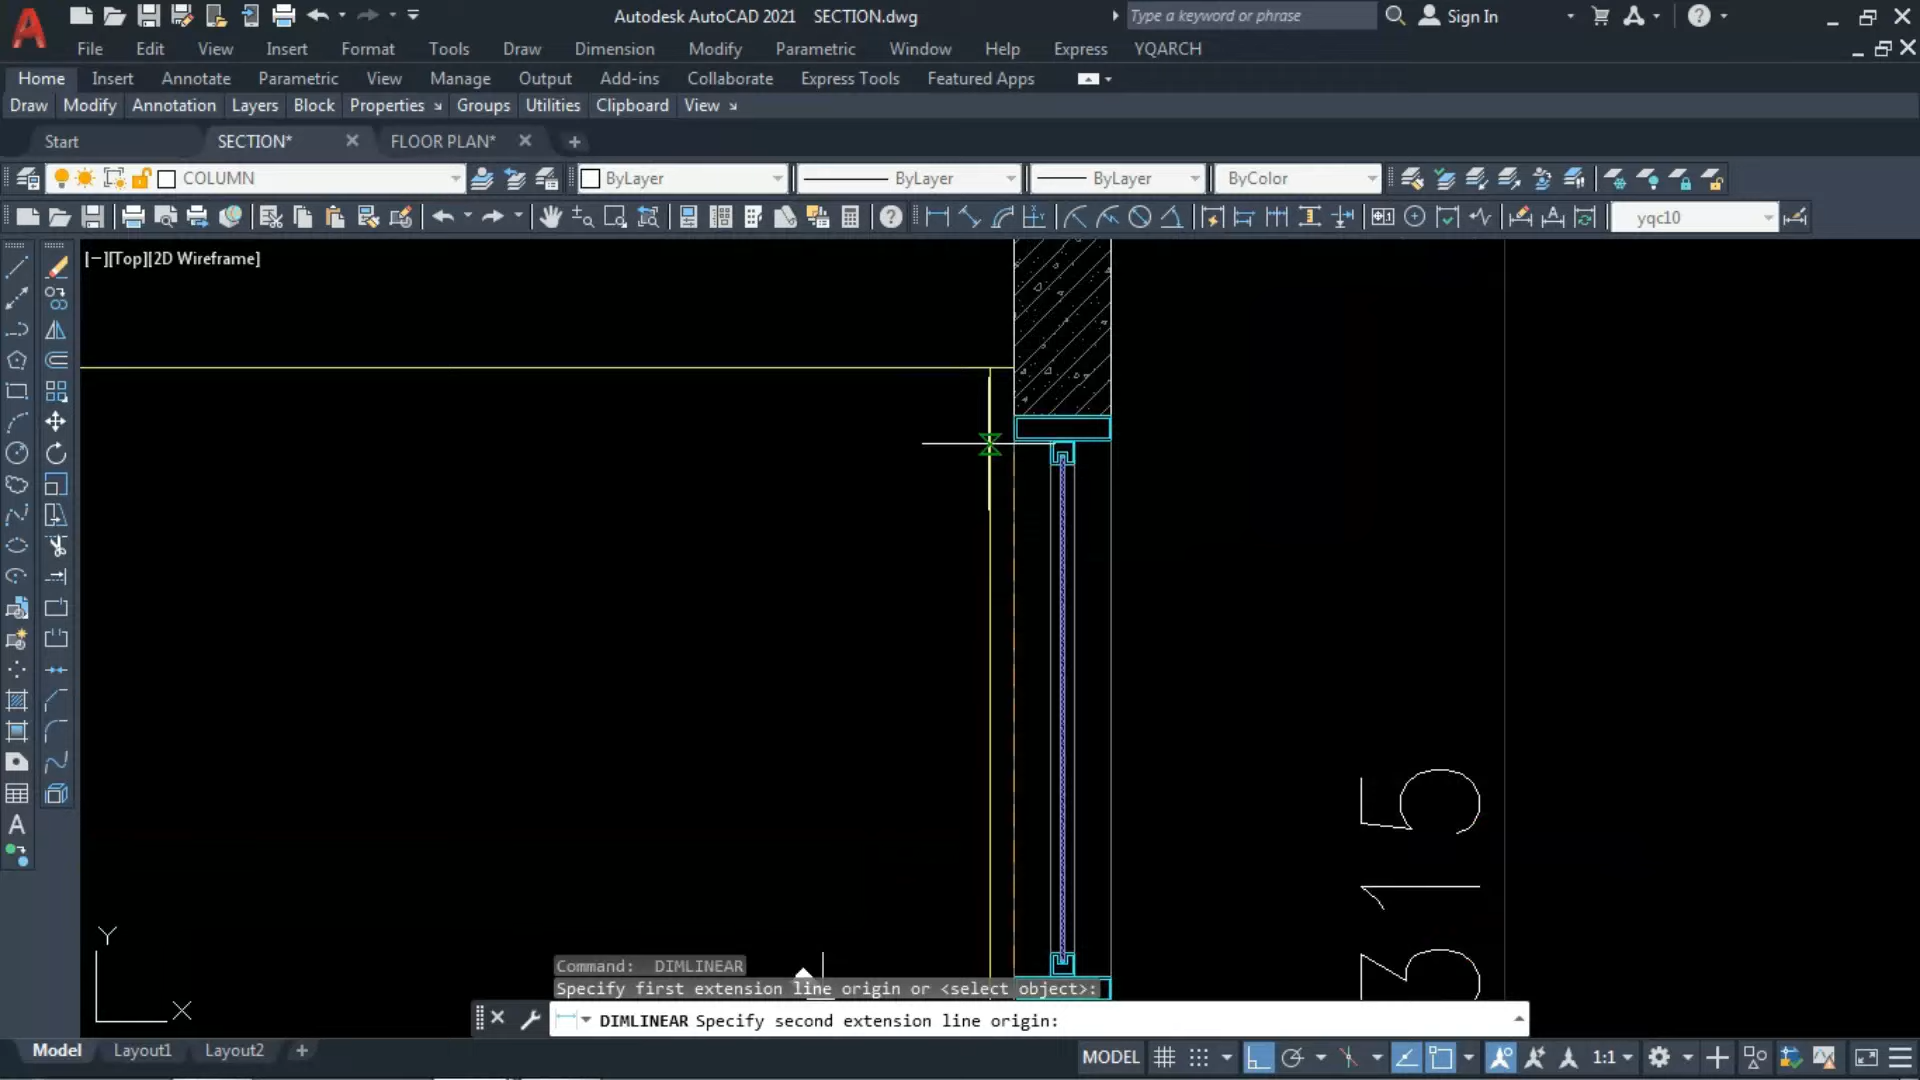 Autodesk AutoCAD 2021 SECTION.dwg
Type a keyword or phrase
Sign In
File Edit View Insert Format Tools Draw Dimension Modify Parametric Window Help Express YQARCH
Home Insert Annotate Parametric View Manage Output Add-ins Collaborate Express Tools Featured Apps
Draw Modify Annotation Layers Block Properties Groups Utilities Clipboard View
Start SECTION* FLOOR PLAN*
COLUMN ByLayer ByLayer ByLayer ByColor
yqc10
[−][Top][2D Wireframe]
315
Y
X
Command: DIMLINEAR
Specify first extension line origin or <select object>:
DIMLINEAR Specify second extension line origin:
Model Layout1 Layout2 +
MODEL 1:1